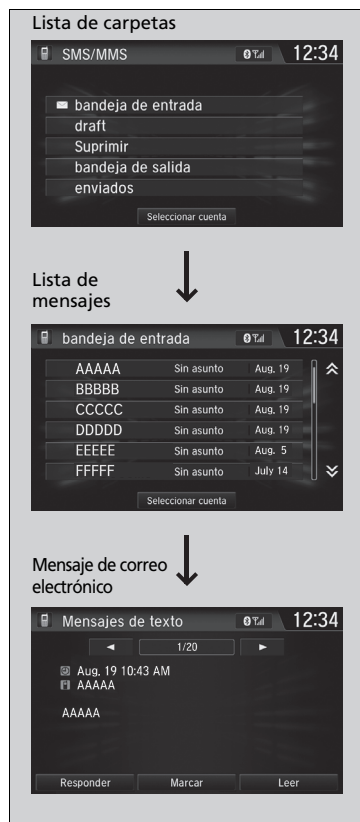 Lista de carpetas
SMS/MMS 12:34
bandeja de entrada
draft
Suprimir
bandeja de salida
enviados
Seleccionar cuenta
Lista de
mensajes
bandeja de entrada 12:34
AAAAA Sin asunto Aug. 19
BBBBB Sin asunto Aug. 19
CCCCC Sin asunto Aug. 19
DDDDD Sin asunto Aug. 19
EEEEE Sin asunto Aug. 5
FFFFF Sin asunto July 14
Seleccionar cuenta
Mensaje de correo
electrónico
Mensajes de texto 12:34
1/20
Aug. 19 10:43 AM
AAAAA
AAAAA
Responder Marcar Leer